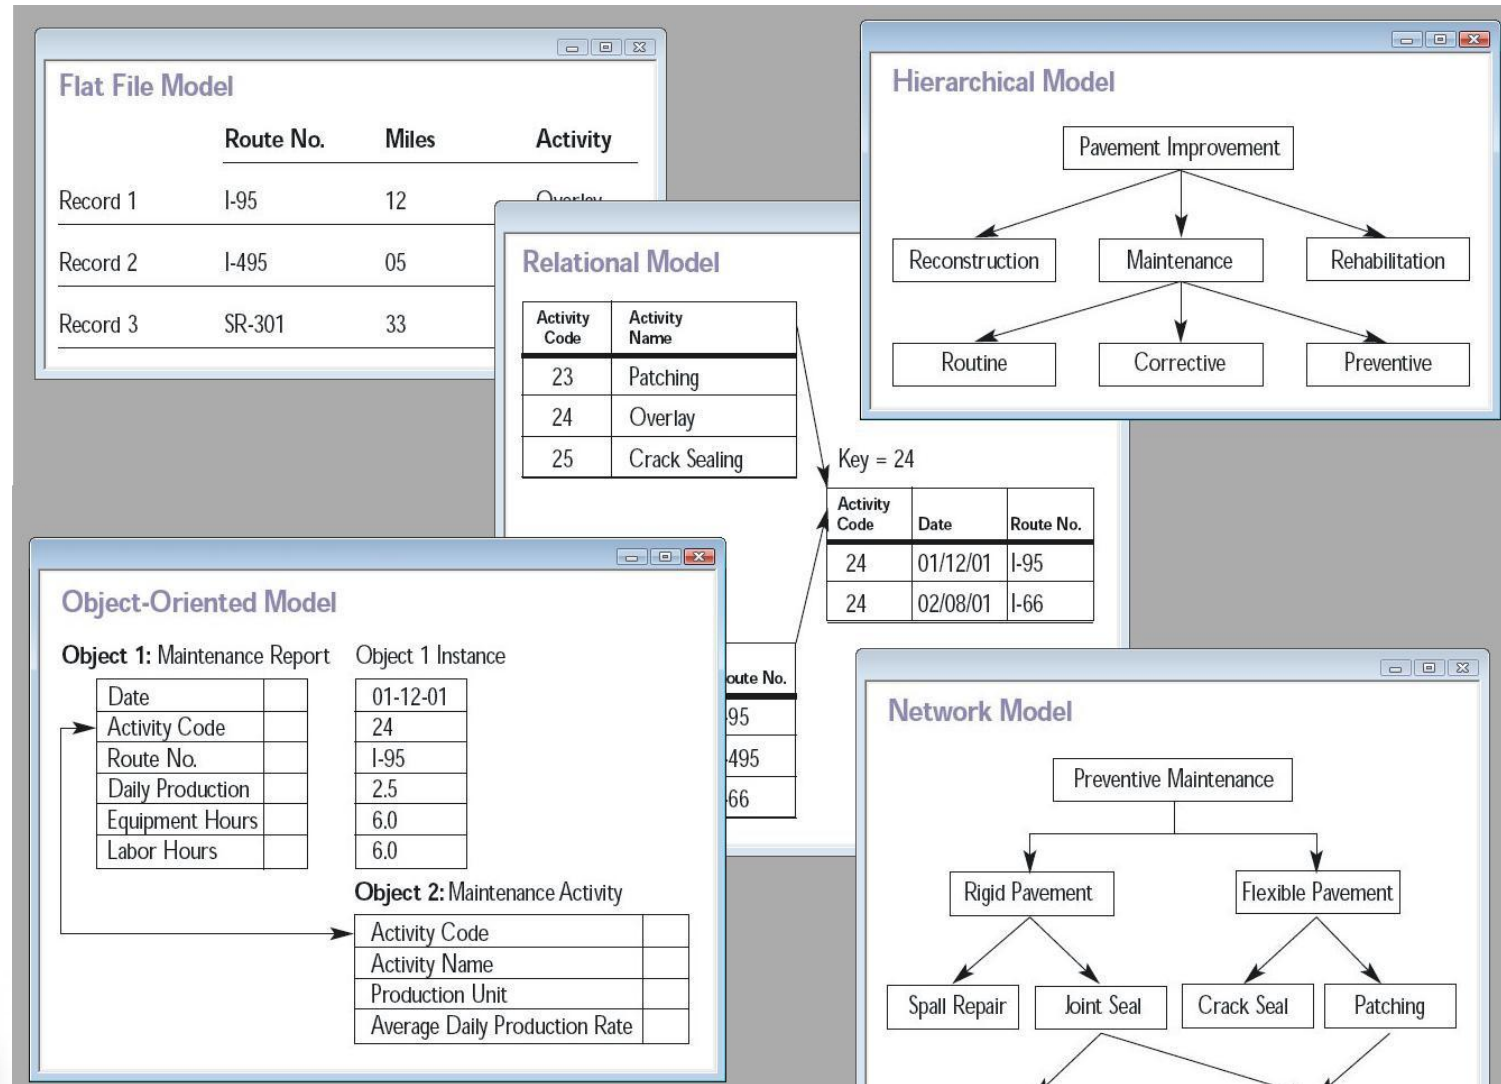 Flat File Model
Route No. Miles Activity
Record 1 I-95 12 Overlay
Record 2 I-495 05
Record 3 SR-301 33
Hierarchical Model
Pavement Improvement
Reconstruction Maintenance Rehabilitation
Routine Corrective Preventive
Relational Model
Activity Code Activity Name
23 Patching
24 Overlay
25 Crack Sealing
Key = 24
Activity Code Date Route No.
24 01/12/01 I-95
24 02/08/01 I-66
oute No.
-95
-495
-66
Object-Oriented Model
Object 1: Maintenance Report Object 1 Instance
Date 01-12-01
Activity Code 24
Route No. I-95
Daily Production 2.5
Equipment Hours 6.0
Labor Hours 6.0
Object 2: Maintenance Activity
Activity Code
Activity Name
Production Unit
Average Daily Production Rate
Network Model
Preventive Maintenance
Rigid Pavement Flexible Pavement
Spall Repair Joint Seal Crack Seal Patching